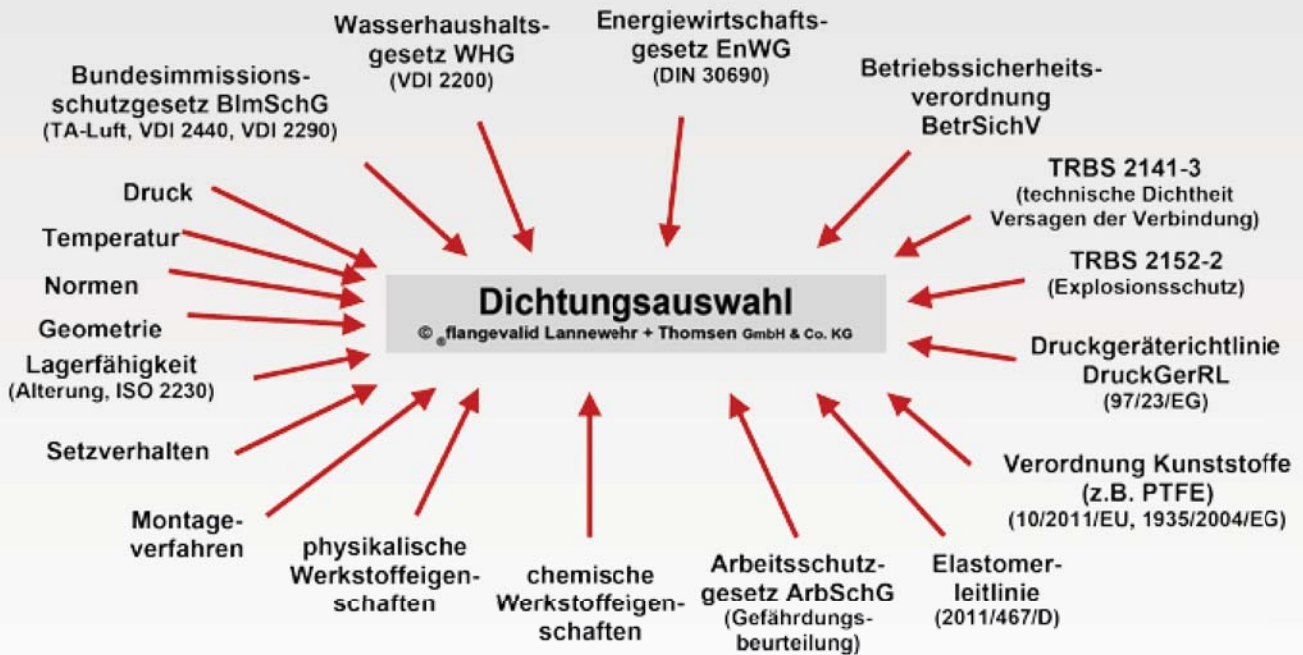 Wasserhaushalts-
gesetz WHG
(VDI 2200)
Energiewirtschafts-
gesetz EnWG
(DIN 30690)
Bundesimmissions-
schutzgesetz BImSchG
(TA-Luft, VDI 2440, VDI 2290)
Betriebssicherheits-
verordnung
BetrSichV
Druck
Temperatur
Normen
Geometrie
Lagerfähigkeit
(Alterung, ISO 2230)
Setzverhalten
Montage-
verfahren
TRBS 2141-3
(technische Dichtheit
Versagen der Verbindung)
TRBS 2152-2
(Explosionsschutz)
Dichtungsauswahl
© ®flangevalid Lannewehr + Thomsen GmbH & Co. KG
Druckgeräterichtlinie
DruckGerRL
(97/23/EG)
Verordnung Kunststoffe
(z.B. PTFE)
(10/2011/EU, 1935/2004/EG)
physikalische
Werkstoffeigen-
schaften
chemische
Werkstoffeigen-
schaften
Arbeitsschutz-
gesetz ArbSchG
(Gefährdungs-
beurteilung)
Elastomer-
leitlinie
(2011/467/D)